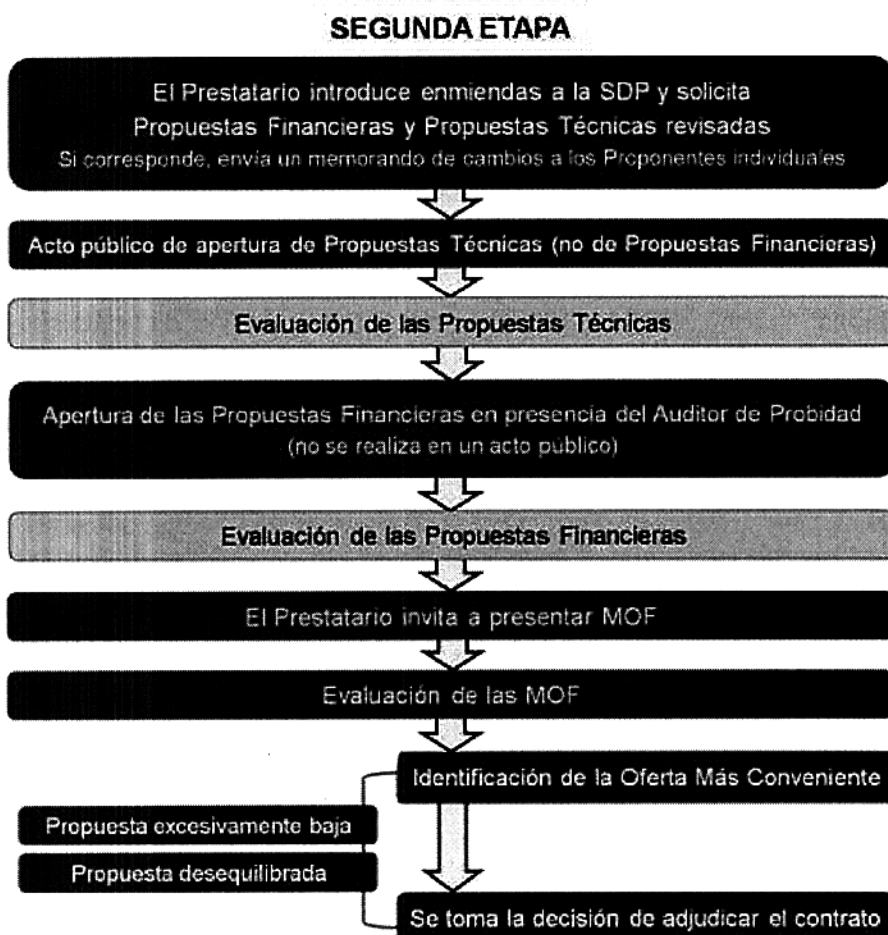 SEGUNDA ETAPA
El Prestatario introduce enmiendas a la SDP y solicita
Propuestas Financieras y Propuestas Técnicas revisadas
Si corresponde, envía un memorando de cambios a los Proponentes individuales
Acto público de apertura de Propuestas Técnicas (no de Propuestas Financieras)
Evaluación de las Propuestas Técnicas
Apertura de las Propuestas Financieras en presencia del Auditor de Probidad
(no se realiza en un acto público)
Evaluación de las Propuestas Financieras
El Prestatario invita a presentar MOF
Evaluación de las MOF
Identificación de la Oferta Más Conveniente
Propuesta excesivamente baja
Propuesta desequilibrada
Se toma la decisión de adjudicar el contrato